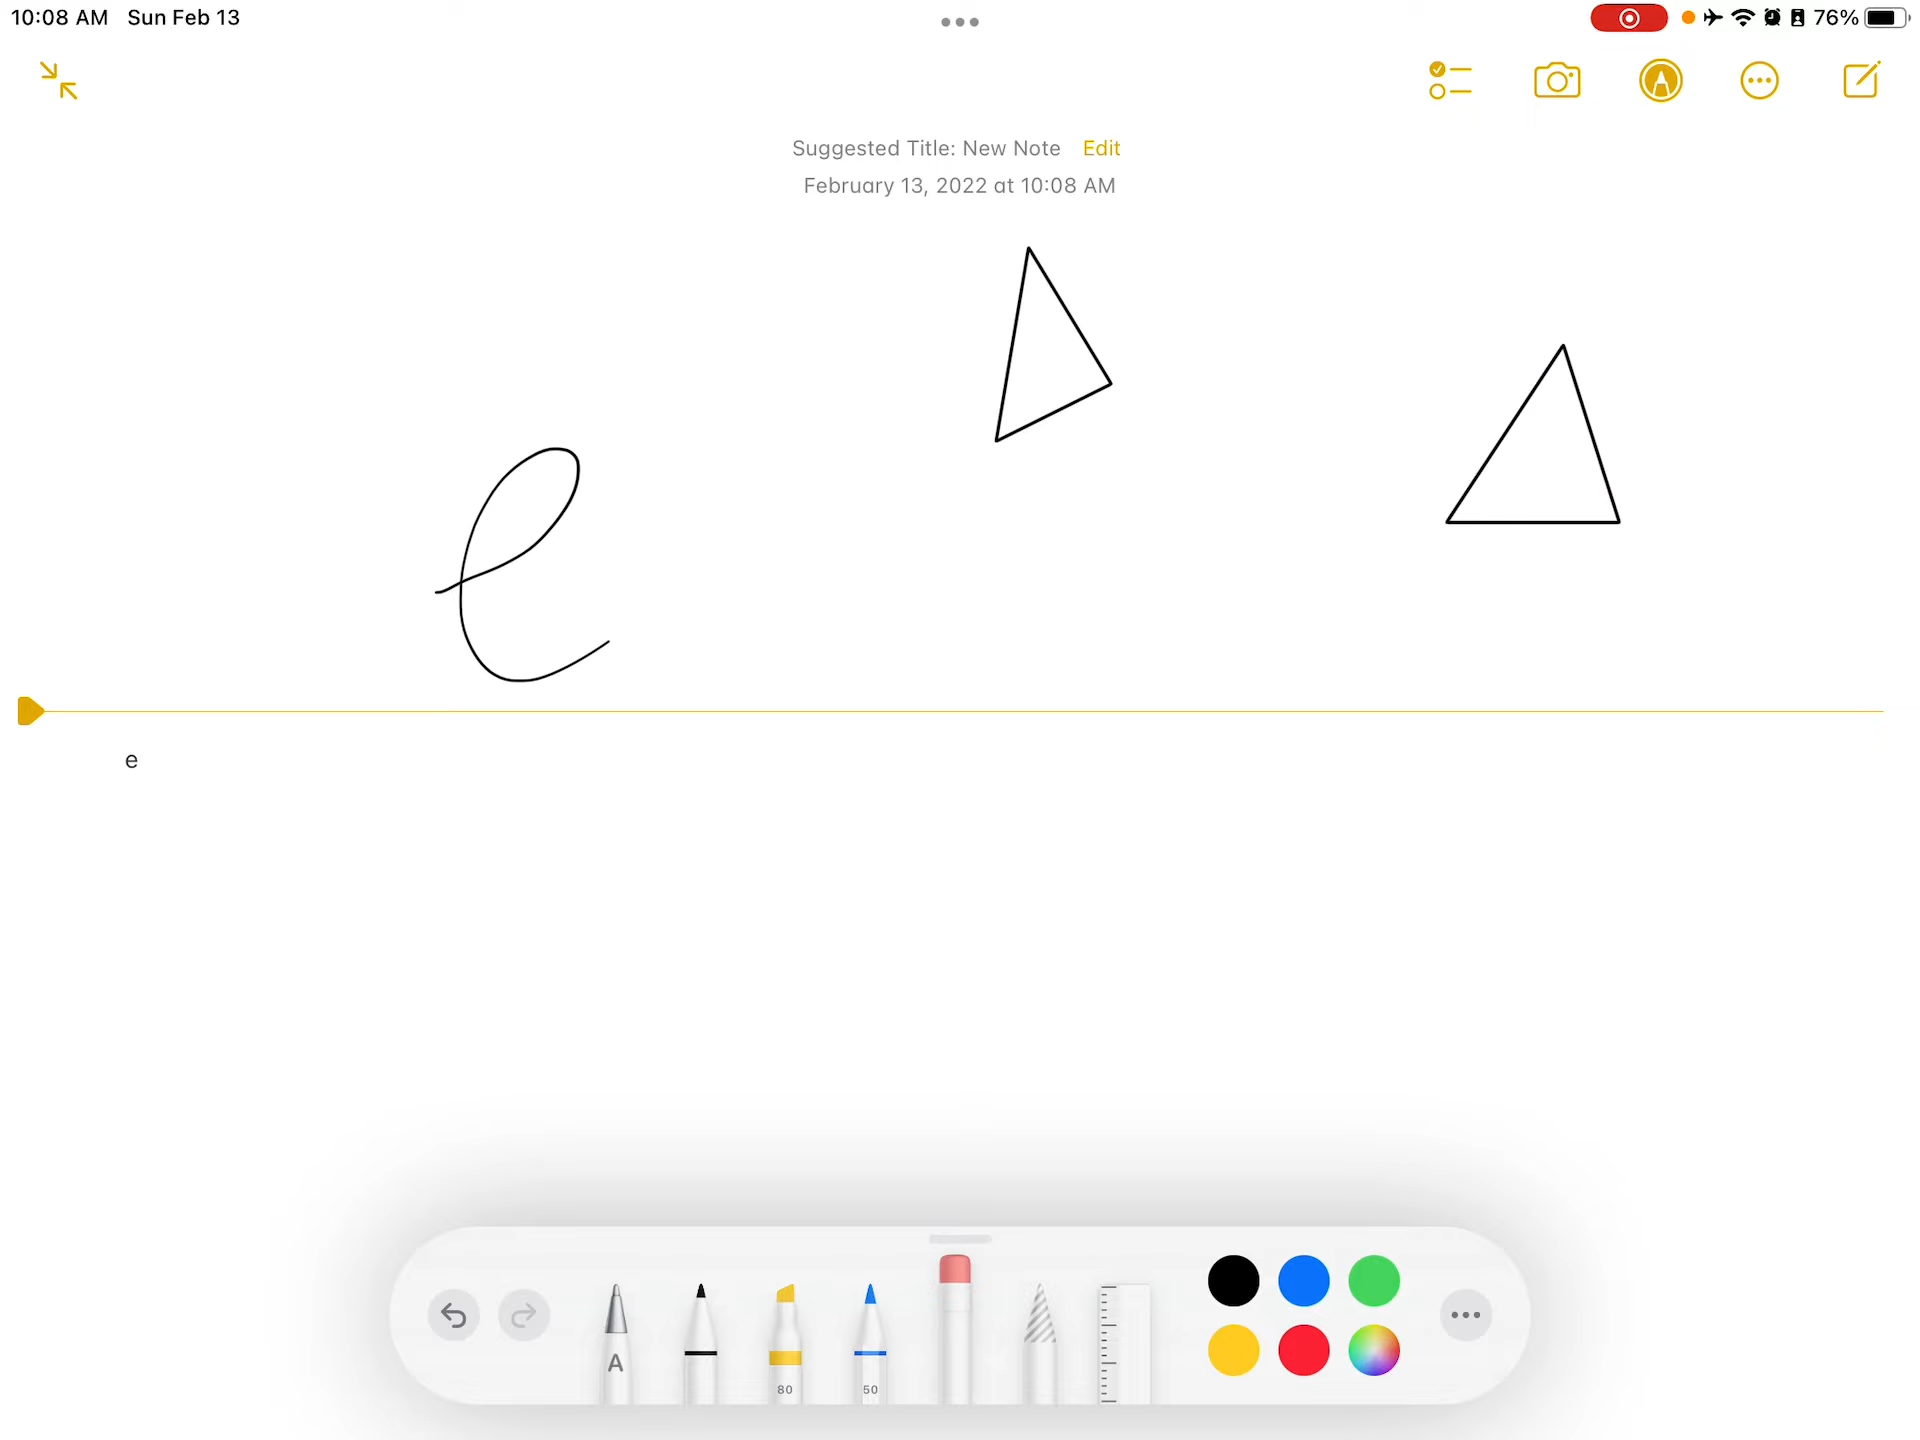 10:08 AM Sun Feb 13 76%
Suggested Title: New Note Edit
February 13, 2022 at 10:08 AM
e
e
A 80 50